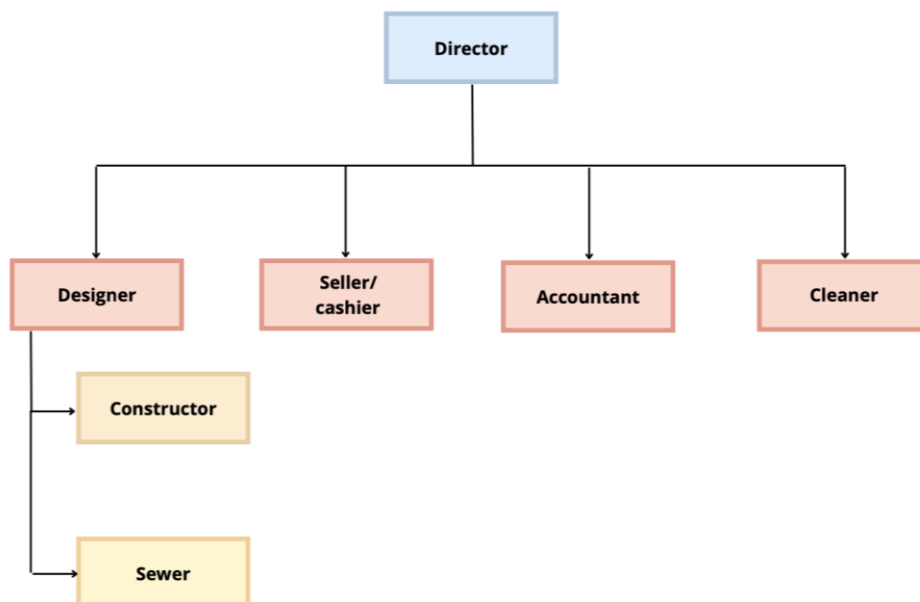 Director
Designer
Seller/
cashier
Accountant
Cleaner
Constructor
Sewer